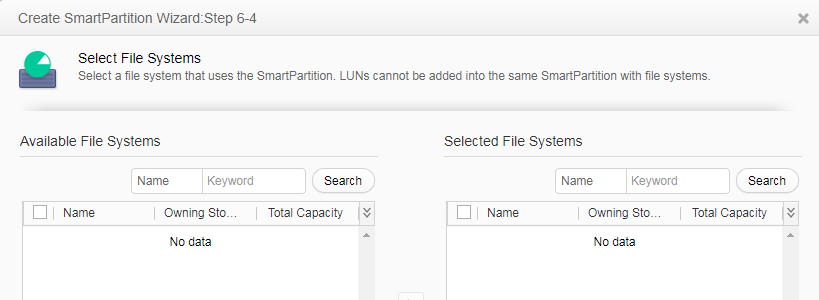 Create SmartPartition Wizard:Step 6-4
Select File Systems
Select a file system that uses the SmartPartition. LUNs cannot be added into the same SmartPartition with file systems.
Available File Systems
Name Keyword Search
Name Owning Sto... Total Capacity
No data
Selected File Systems
Name Keyword Search
Name Owning Sto... Total Capacity
No data